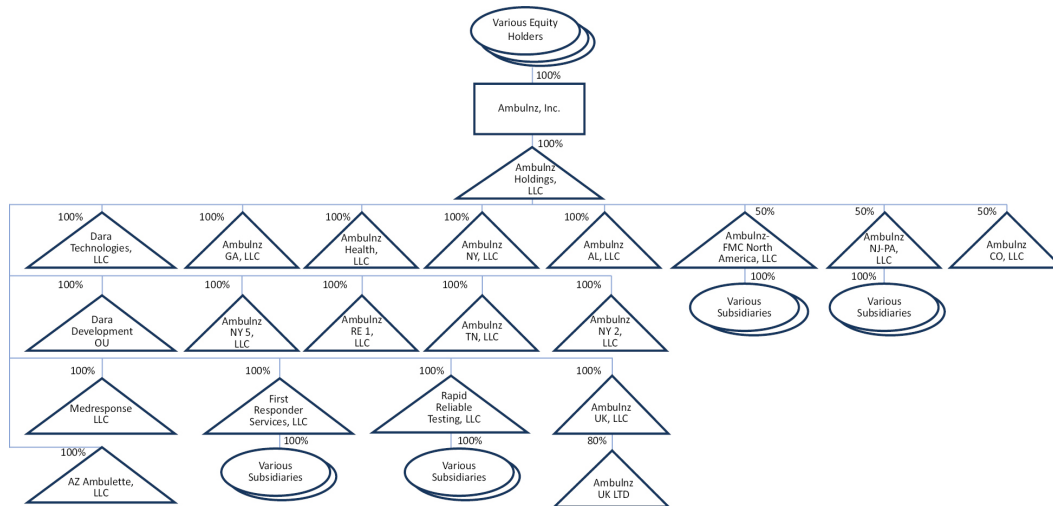 Various Equity
Holders
100%
Ambulnz, Inc.
100%
Ambulnz
Holdings,
LLC
100%
Dara
Technologies,
LLC
100%
Ambulnz
GA, LLC
100%
Ambulnz
Health,
LLC
100%
Ambulnz
NY, LLC
100%
Ambulnz
AL, LLC
50%
Ambulnz-
FMC North
America, LLC
50%
Ambulnz
NJ-PA,
LLC
50%
Ambulnz
CO, LLC
100%
Various
Subsidiaries
100%
Various
Subsidiaries
100%
Dara
Development
OU
100%
Ambulnz
NY 5,
LLC
100%
Ambulnz
RE 1,
LLC
100%
Ambulnz
TN, LLC
100%
Ambulnz
NY 2,
LLC
100%
Medresponse
LLC
100%
First
Responder
Services, LLC
100%
Rapid
Reliable
Testing, LLC
100%
Ambulnz
UK, LLC
100%
AZ Ambulette,
LLC
100%
Various
Subsidiaries
100%
Various
Subsidiaries
80%
Ambulnz
UK LTD